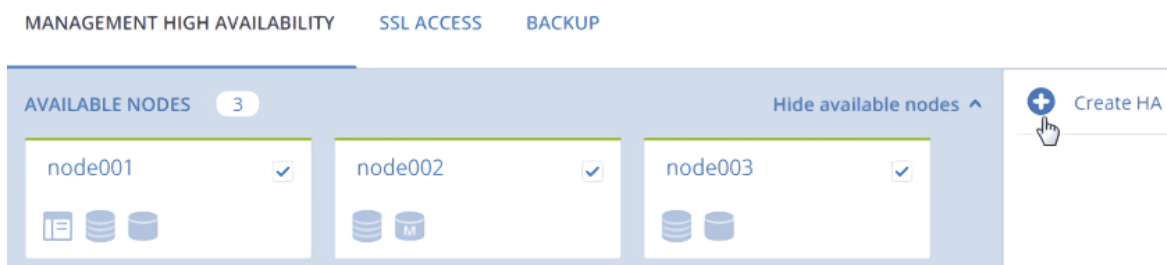 MANAGEMENT HIGH AVAILABILITY SSL ACCESS BACKUP
AVAILABLE NODES 3 Hide available nodes Create HA
node001 node002 node003
M